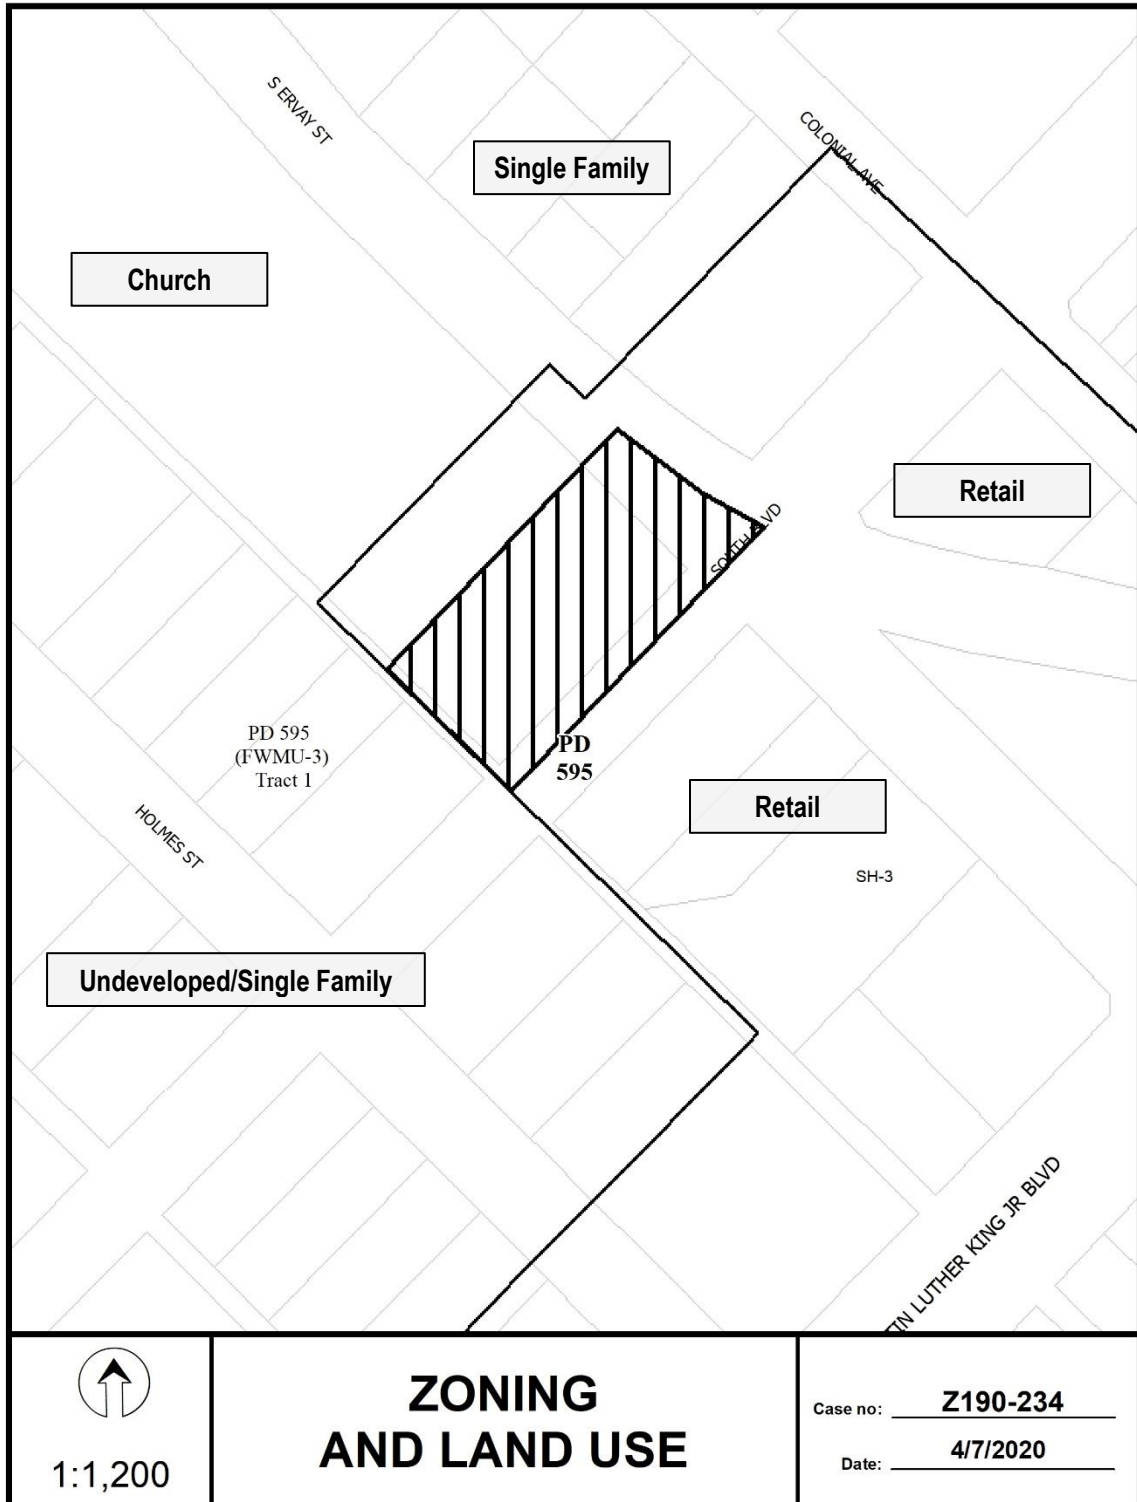 S ERVAY ST
COLONIAL AVE
Single Family
Church
Retail
SOUTH BLVD
PD 595
(FWMU-3)
Tract 1
PD
595
Retail
HOLMES ST
SH-3
Undeveloped/Single Family
TIN LUTHER KING JR BLVD
1:1,200
ZONING
AND LAND USE
Case no: Z190-234
Date: 4/7/2020